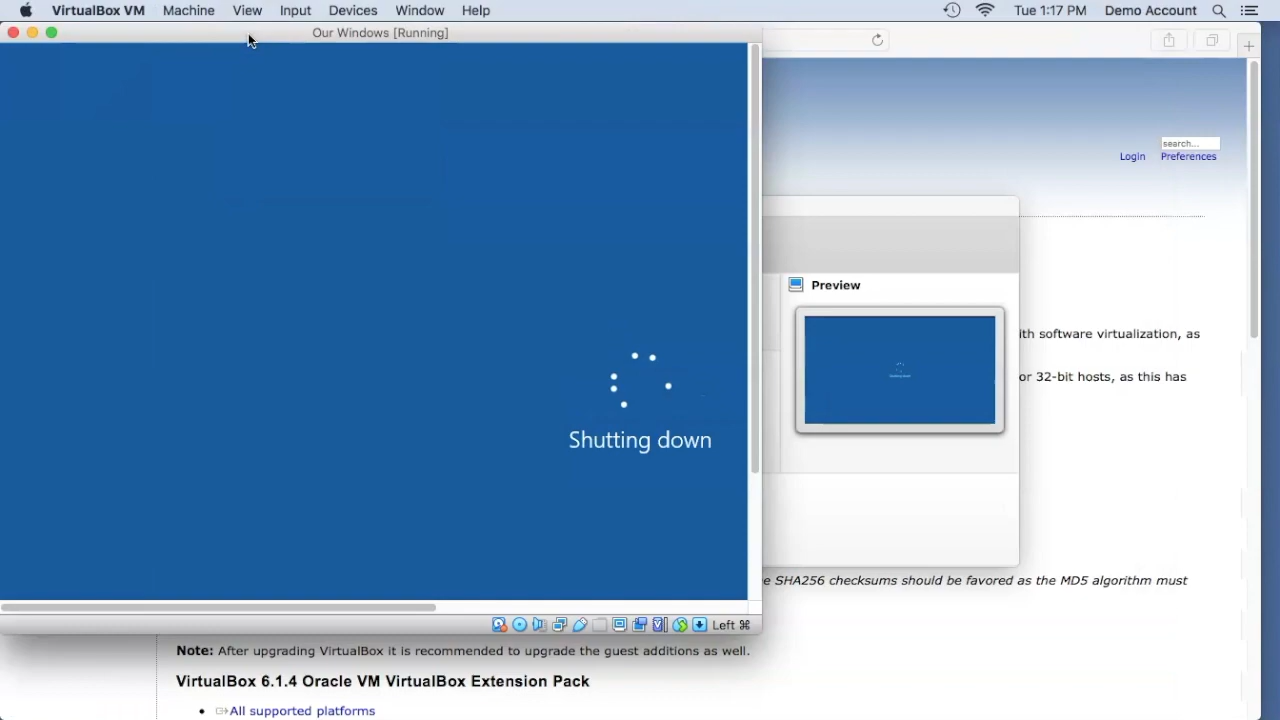 VirtualBox VM Machine View Input Devices Window Help Tue 1:17 PM Demo Account
Our Windows [Running]
search...
Login Preferences
Preview
ith software virtualization, as
or 32-bit hosts, as this has
Shutting down
e SHA256 checksums should be favored as the MD5 algorithm must
Left ⌘
Note: After upgrading VirtualBox it is recommended to upgrade the guest additions as well.
VirtualBox 6.1.4 Oracle VM VirtualBox Extension Pack
• All supported platforms